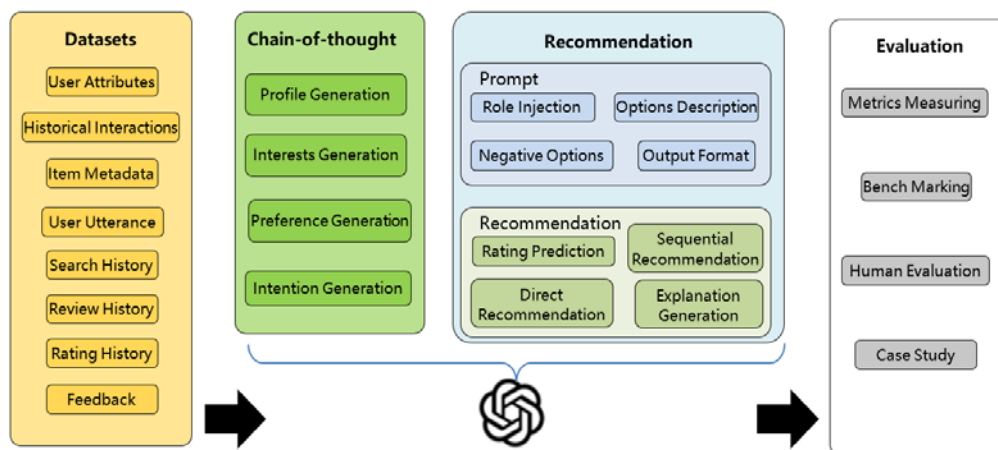 Datasets
User Attributes
Historical Interactions
Item Metadata
User Utterance
Search History
Review History
Rating History
Feedback
Chain-of-thought
Profile Generation
Interests Generation
Preference Generation
Intention Generation
Recommendation
Prompt
Role Injection
Options Description
Negative Options
Output Format
Recommendation
Rating Prediction
Sequential
Recommendation
Direct
Recommendation
Explanation
Generation
Evaluation
Metrics Measuring
Bench Marking
Human Evaluation
Case Study